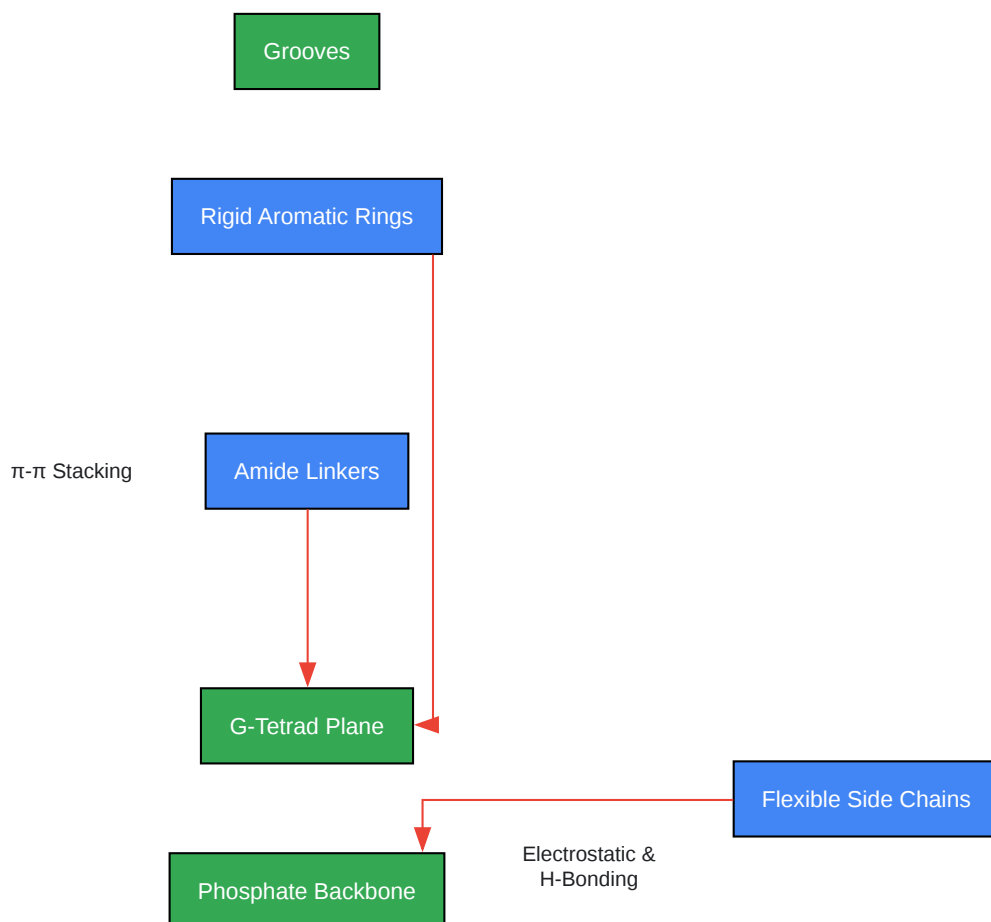 Grooves
Rigid Aromatic Rings
π-π Stacking
Amide Linkers
G-Tetrad Plane
Flexible Side Chains
Electrostatic &
H-Bonding
Phosphate Backbone